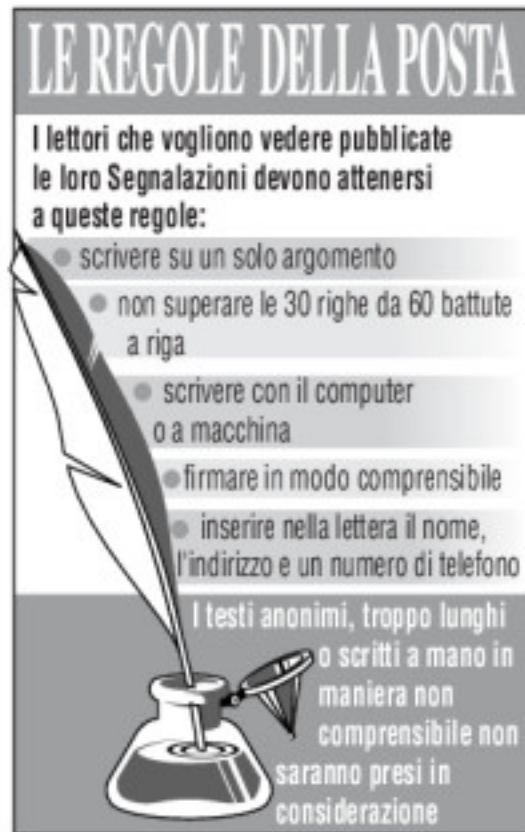 LE REGOLE DELLA POSTA
I lettori che vogliono vedere pubblicate
le loro Segnalazioni devono attenersi
a queste regole:
● scrivere su un solo argomento
● non superare le 30 righe da 60 battute
a riga
● scrivere con il computer
o a macchina
● firmare in modo comprensibile
● inserire nella lettera il nome,
l'indirizzo e un numero di telefono
I testi anonimi, troppo lunghi
o scritti a mano in
maniera non
comprensibile non
saranno presi in
considerazione